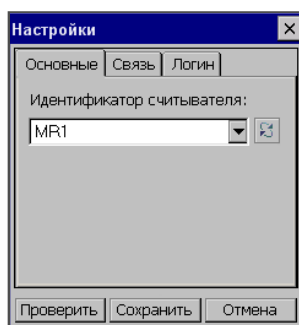 Настройки
Основные Связь Логин
Идентификатор считывателя:
MR1
Проверить Сохранить Отмена